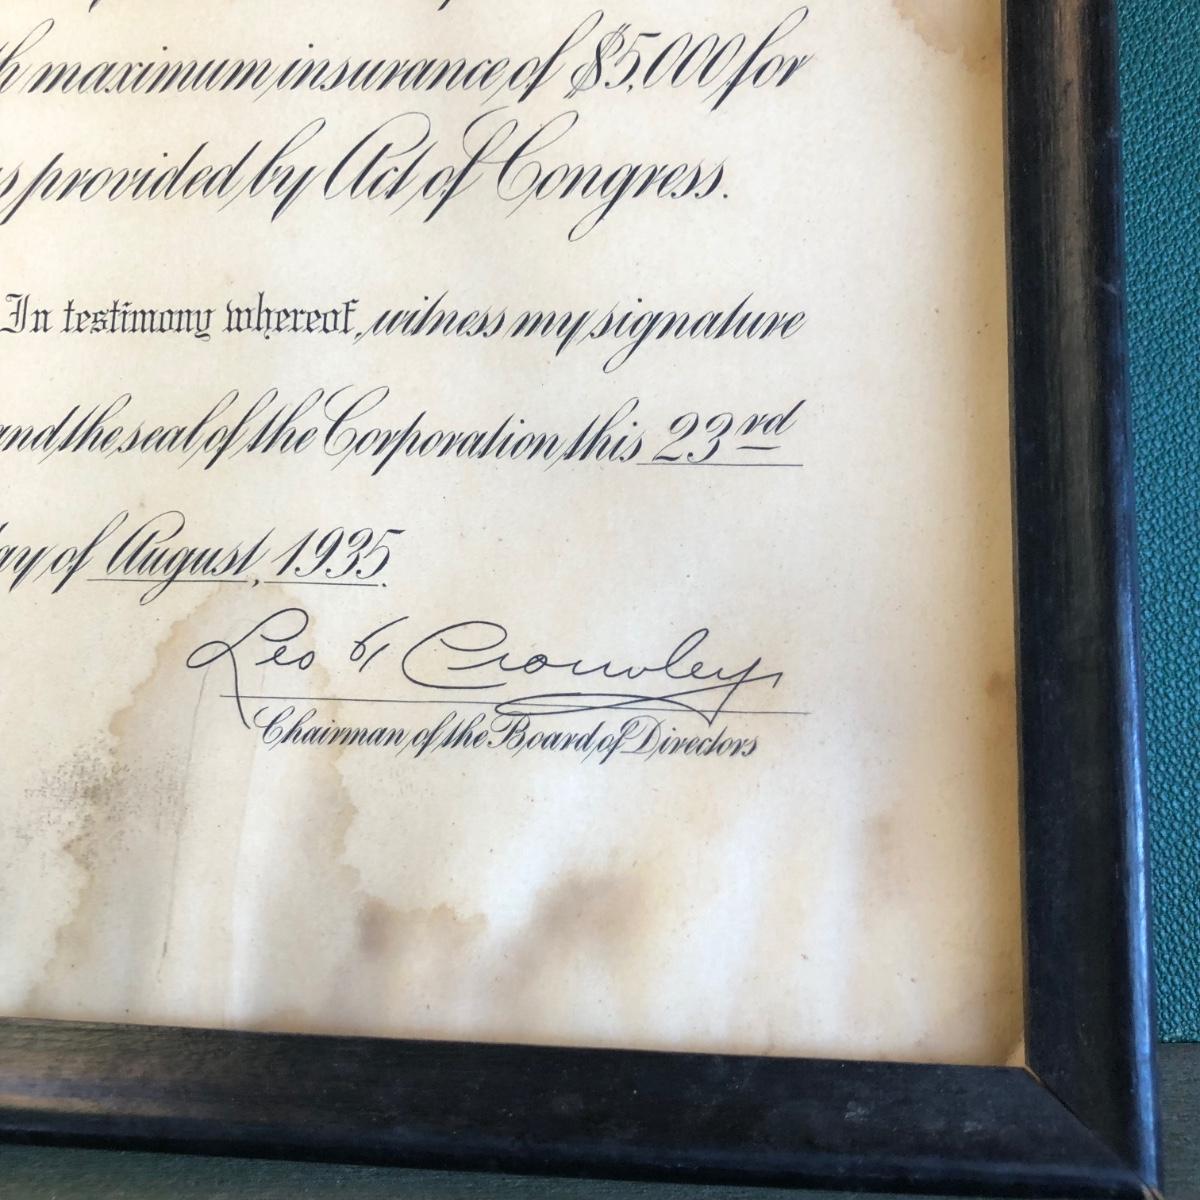 maximum insurance of $5,000 for
provided by Act of Congress.
In testimony whereof, witness my signature
and the seal of the Corporation this 23rd
of August, 1935.
Leo T Crowley
Chairman of the Board of Directors